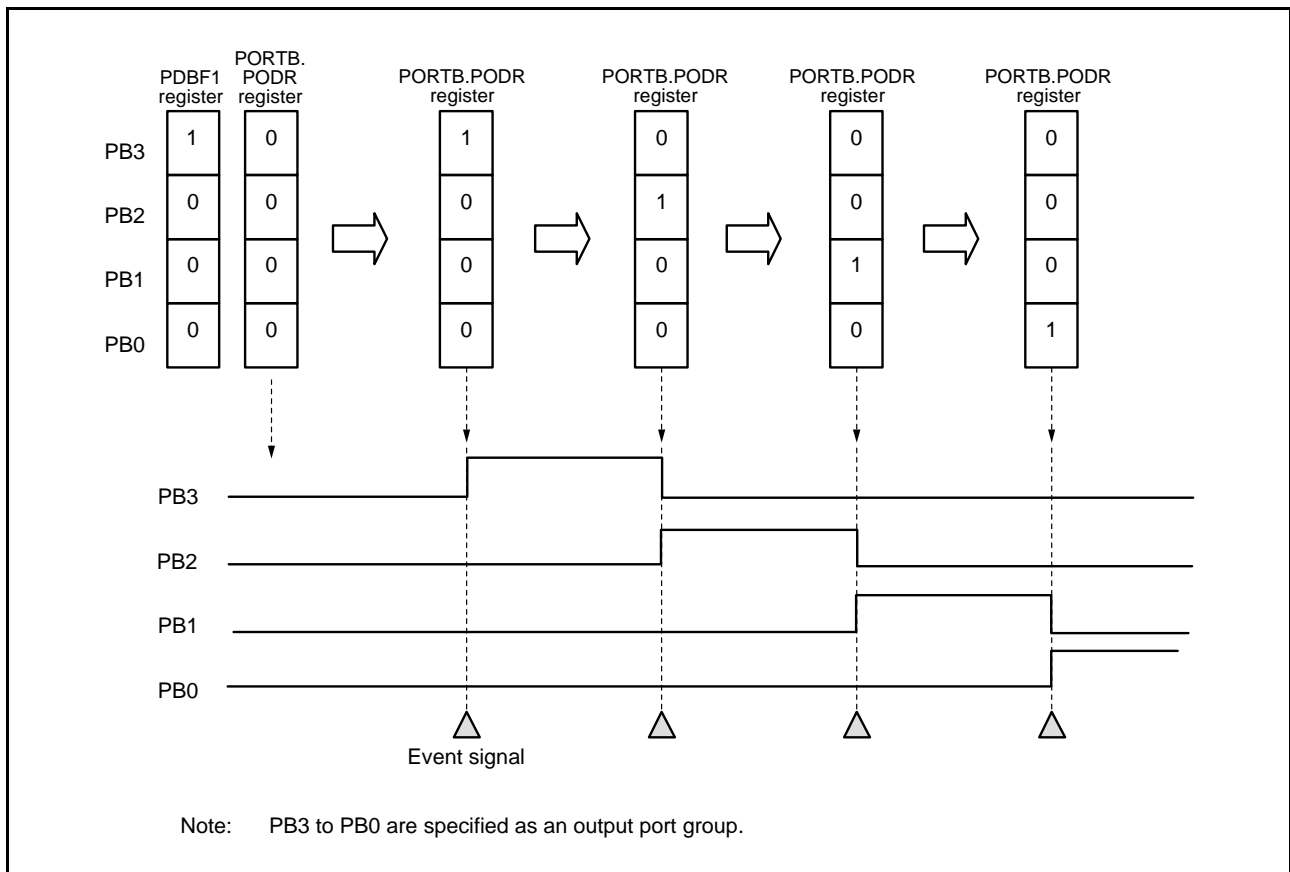 PDBF1
register
PORTB.
PODR
register
PORTB.PODR
register
PORTB.PODR
register
PORTB.PODR
register
PORTB.PODR
register
PB3 1 0 1 0 0 0
PB2 0 0 0 1 0 0
PB1 0 0 0 0 1 0
PB0 0 0 0 0 0 1
PB3
PB2
PB1
PB0
Event signal
Note: PB3 to PB0 are specified as an output port group.